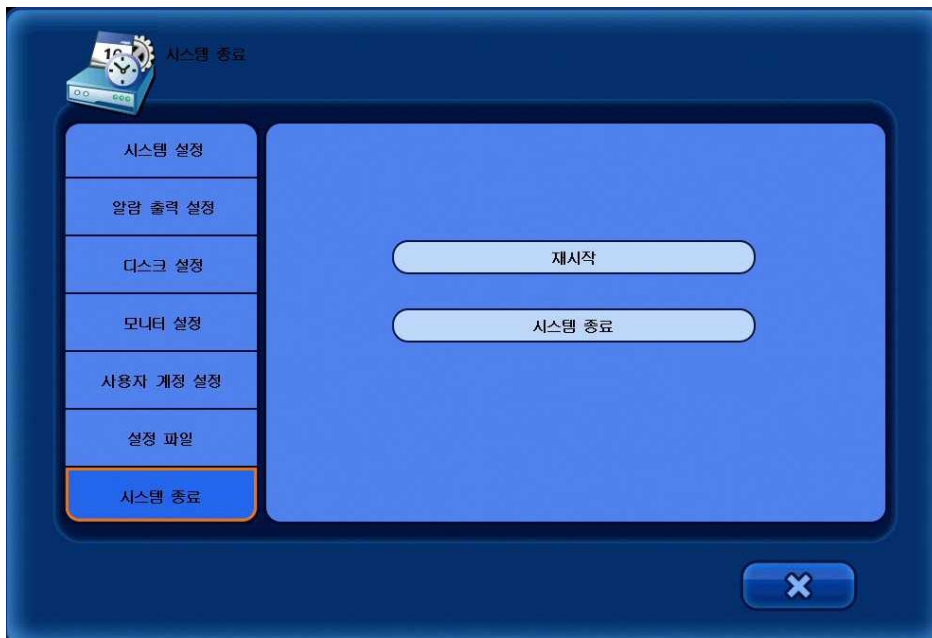 시스템 종료
시스템 설정
알람 출력 설정
디스크 설정
모니터 설정
사용자 계정 설정
설정 파일
시스템 종료
재시작
시스템 종료